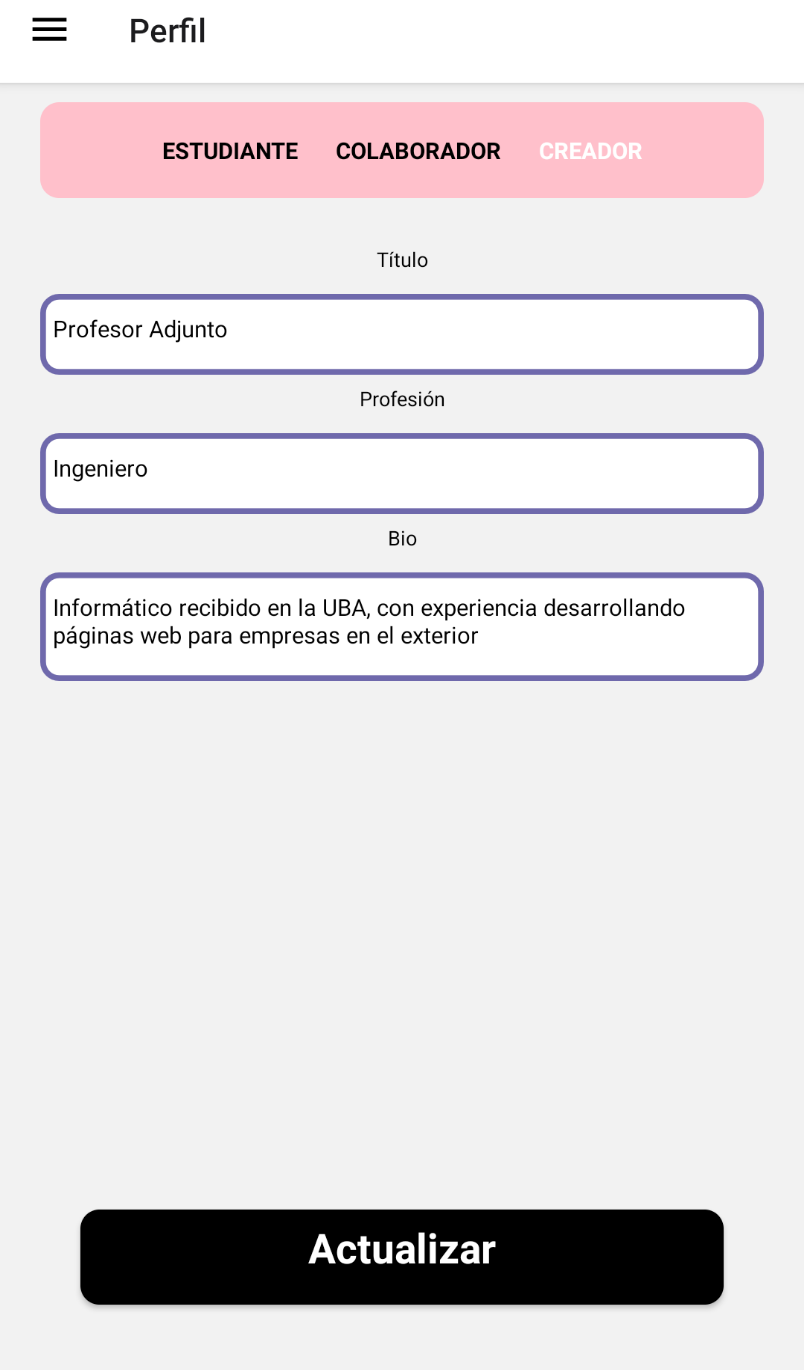 Perfil
ESTUDIANTE COLABORADOR CREADOR
Título
Profesor Adjunto
Profesión
Ingeniero
Bio
Informático recibido en la UBA, con experiencia desarrollando
páginas web para empresas en el exterior
Actualizar